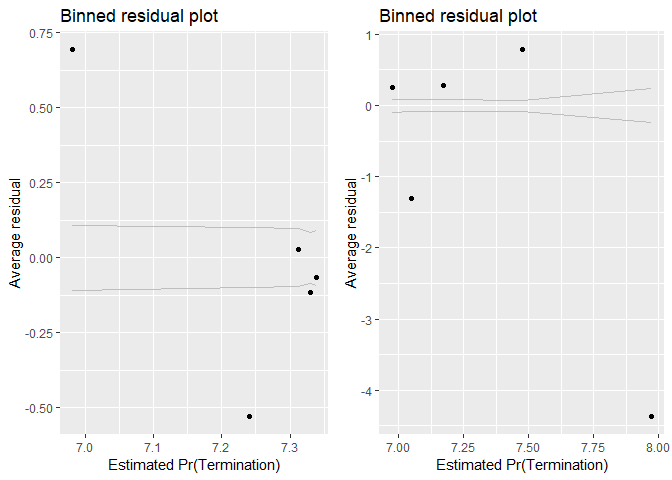 Binned residual plot
0.75
0.50
0.25
0.00
-0.25
-0.50
Average residual
7.0 7.1 7.2 7.3
Estimated Pr(Termination)
Binned residual plot
1
0
-1
-2
-3
-4
Average residual
7.00 7.25 7.50 7.75 8.00
Estimated Pr(Termination)